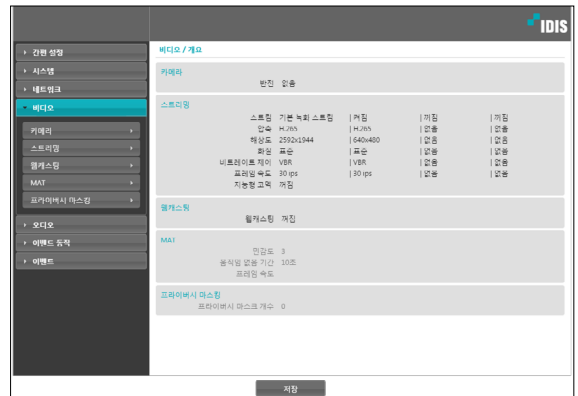 IDIS
간편 설정
시스템
네트워크
비디오
카메라
스트리밍
웹캐스팅
MAT
프라이버시 마스킹
오디오
이벤트 동작
이벤트
비디오 / 개요
카메라
반전 없음
스트리밍
스트림 기본 녹화 스트림 | 켜짐 | 꺼짐 | 꺼짐
압축 H.265 | H.265 | 없음 | 없음
해상도 2592x1944 | 640x480 | 없음 | 없음
화질 표준 | 표준 | 없음 | 없음
비트레이트 제어 VBR | VBR | 없음 | 없음
프레임 속도 30 ips | 30 ips | 없음 | 없음
지능형 코덱 꺼짐
웹캐스팅
웹캐스팅 꺼짐
MAT
민감도 3
움직임 없음 기간 10초
프레임 속도
프라이버시 마스킹
프라이버시 마스크 개수 0
저장